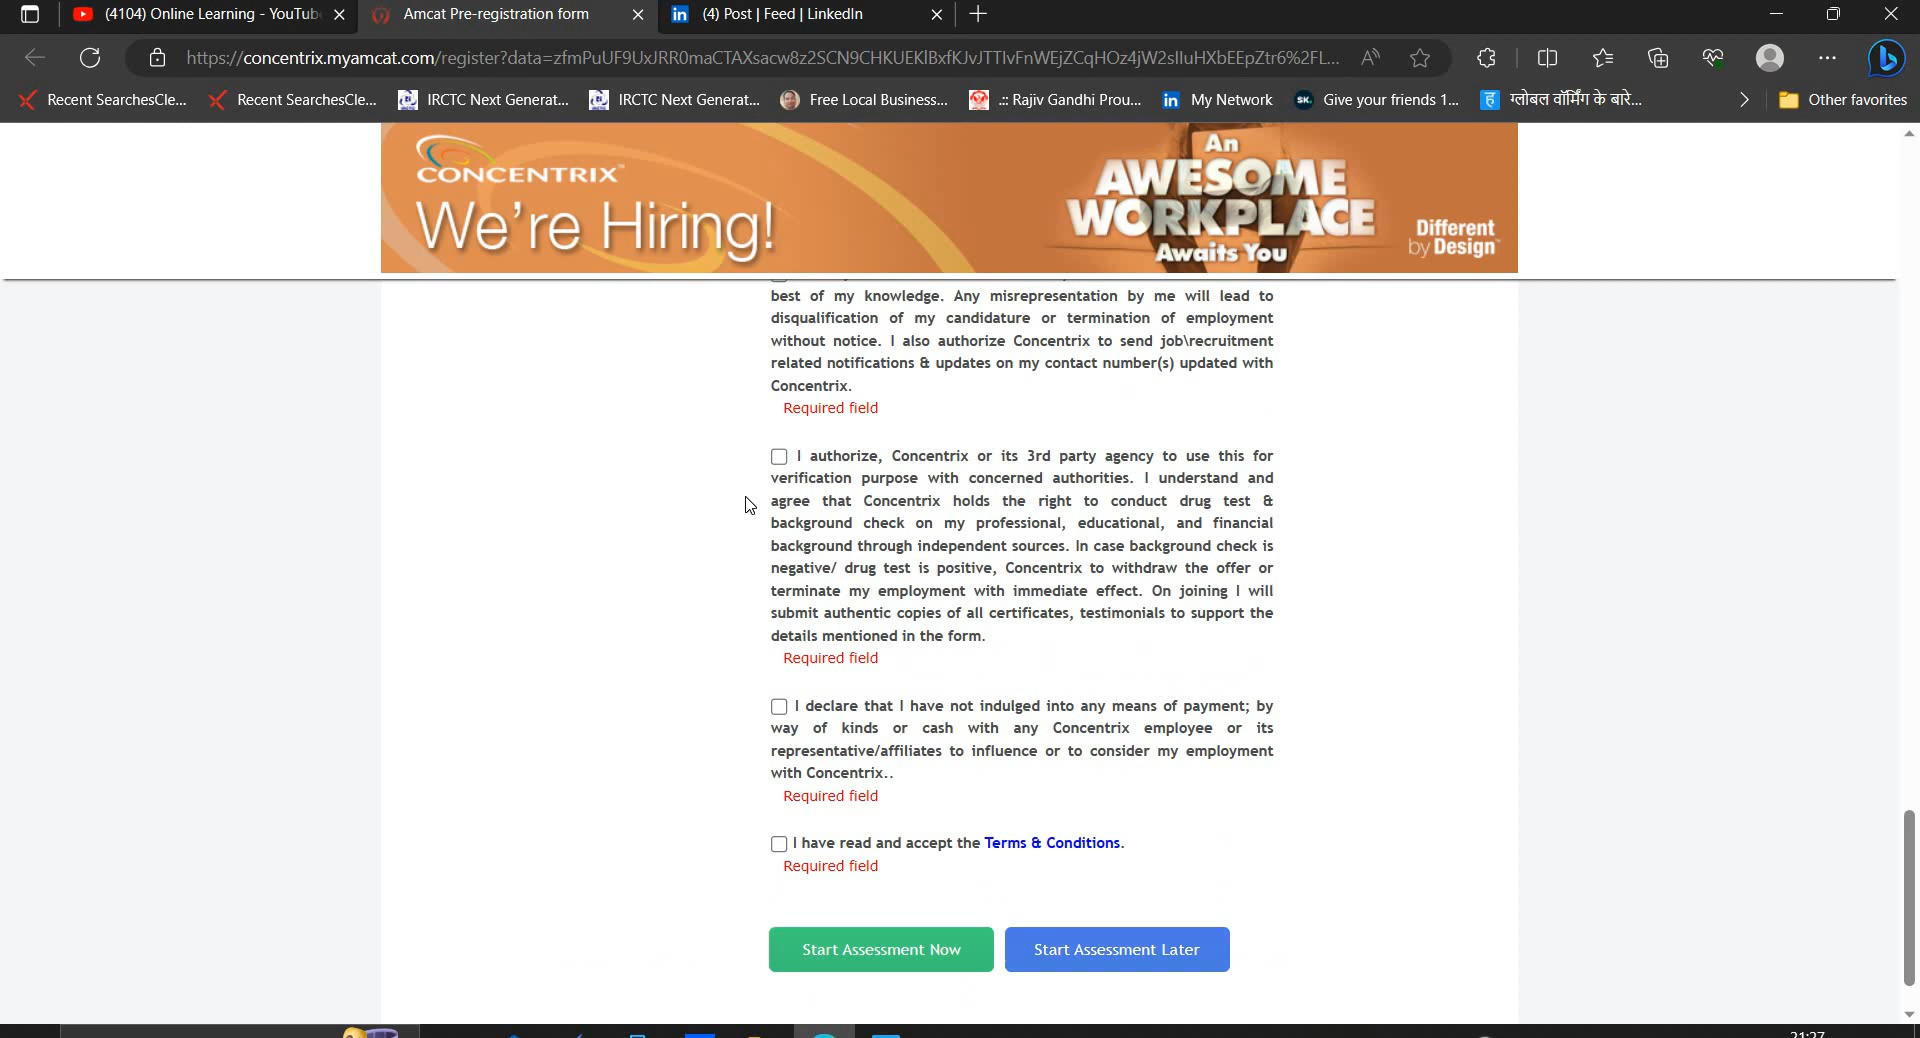 (4104) Online Learning - YouTub
Amcat Pre-registration form
(4) Post | Feed | LinkedIn
https://concentrix.myamcat.com/register?data=zfmPuUF9UxJRR0maCTAXsacw8z2SCN9CHKUEKlBxfKJvJTTIvFnWEjZCqHOz4jW2slIuHXbEEpZtr6%2FL...
Recent SearchesCle...
Recent SearchesCle...
IRCTC Next Generat...
IRCTC Next Generat...
Free Local Business...
.:: Rajiv Gandhi Prou...
My Network
Give your friends 1...
ग्लोबल वॉर्मिंग के बारे...
Other favorites
CONCENTRIX™
We're Hiring!
An
AWESOME
WORKPLACE
Awaits You
Different
by Design™
best of my knowledge. Any misrepresentation by me will lead to
disqualification of my candidature or termination of employment
without notice. I also authorize Concentrix to send job\recruitment
related notifications & updates on my contact number(s) updated with
Concentrix.
Required field
I authorize, Concentrix or its 3rd party agency to use this for
verification purpose with concerned authorities. I understand and
agree that Concentrix holds the right to conduct drug test &
background check on my professional, educational, and financial
background through independent sources. In case background check is
negative/ drug test is positive, Concentrix to withdraw the offer or
terminate my employment with immediate effect. On joining I will
submit authentic copies of all certificates, testimonials to support the
details mentioned in the form.
Required field
I declare that I have not indulged into any means of payment; by
way of kinds or cash with any Concentrix employee or its
representative/affiliates to influence or to consider my employment
with Concentrix..
Required field
I have read and accept the Terms & Conditions.
Required field
Start Assessment Now
Start Assessment Later